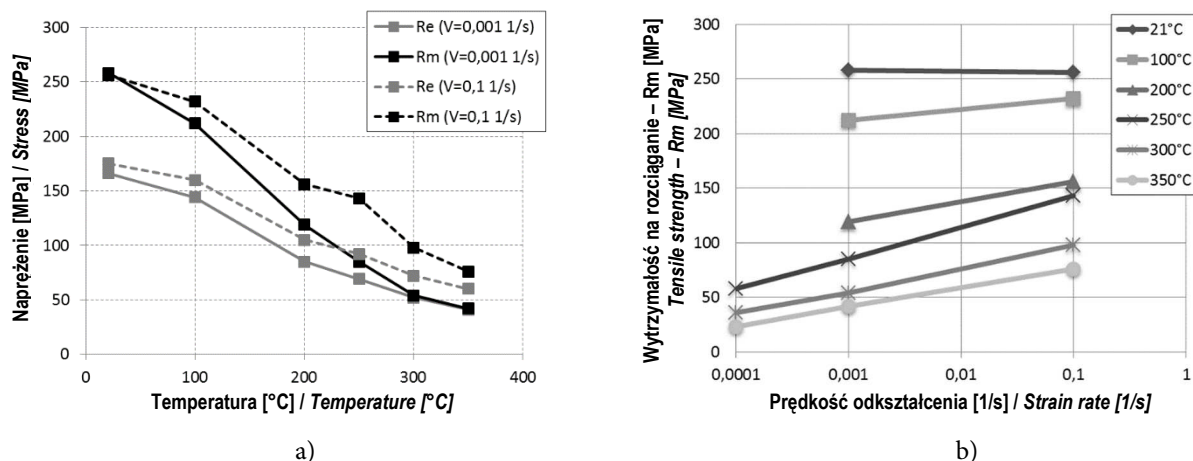 300
250
200
150
100
50
0
0 100 200 300 400
Naprężenie [MPa] / Stress [MPa]
Temperatura [°C] / Temperature [°C]
Re (V=0,001 1/s)
Rm (V=0,001 1/s)
Re (V=0,1 1/s)
Rm (V=0,1 1/s)
a)
300
250
200
150
100
50
0
0,0001 0,001 0,01 0,1 1
Wytrzymałość na rozciąganie – Rm [MPa]
Tensile strength – Rm [MPa]
Prędkość odkształcenia [1/s] / Strain rate [1/s]
21°C
100°C
200°C
250°C
300°C
350°C
b)